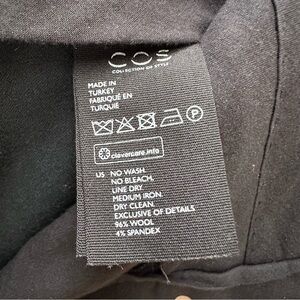 COS
COLLECTION OF STYLE
MADE IN
TURKEY
FABRIQUÉ EN
TURQUIE
P
clevercare.info
US NO WASH.
NO BLEACH.
LINE DRY.
MEDIUM IRON.
DRY CLEAN.
EXCLUSIVE OF DETAILS
96% WOOL
4% SPANDEX